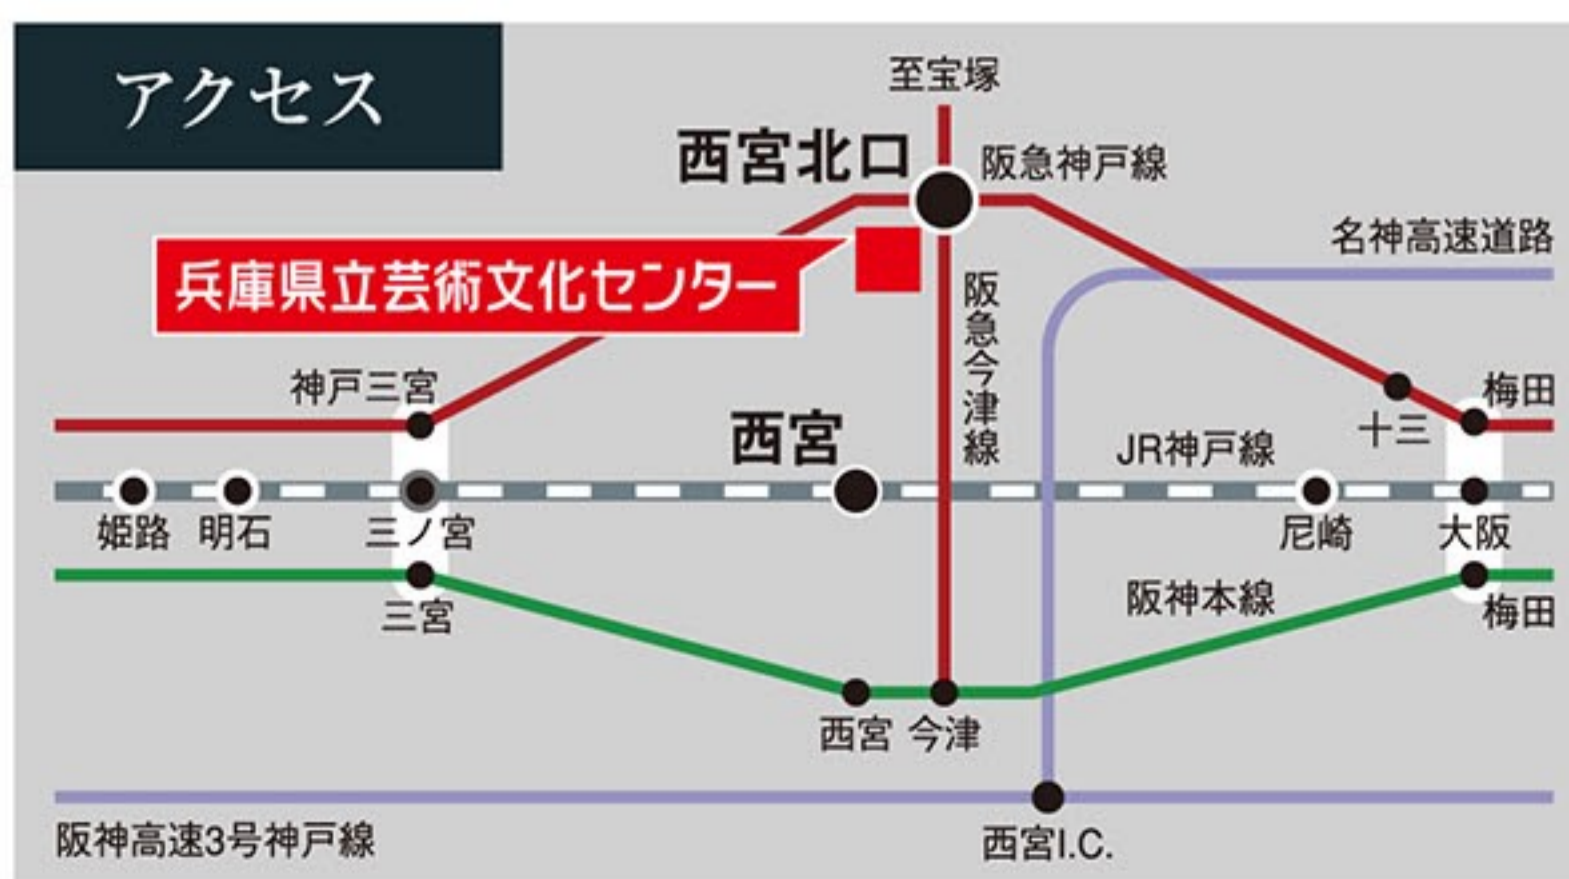 アクセス
至宝塚
西宮北口
阪急神戸線
名神高速道路
兵庫県立芸術文化センター
阪急今津線
神戸三宮
梅田
十三
西宮
JR神戸線
姫路
明石
三ノ宮
尼崎
大阪
三宮
阪神本線
梅田
西宮
今津
阪神高速3号神戸線
西宮I.C.